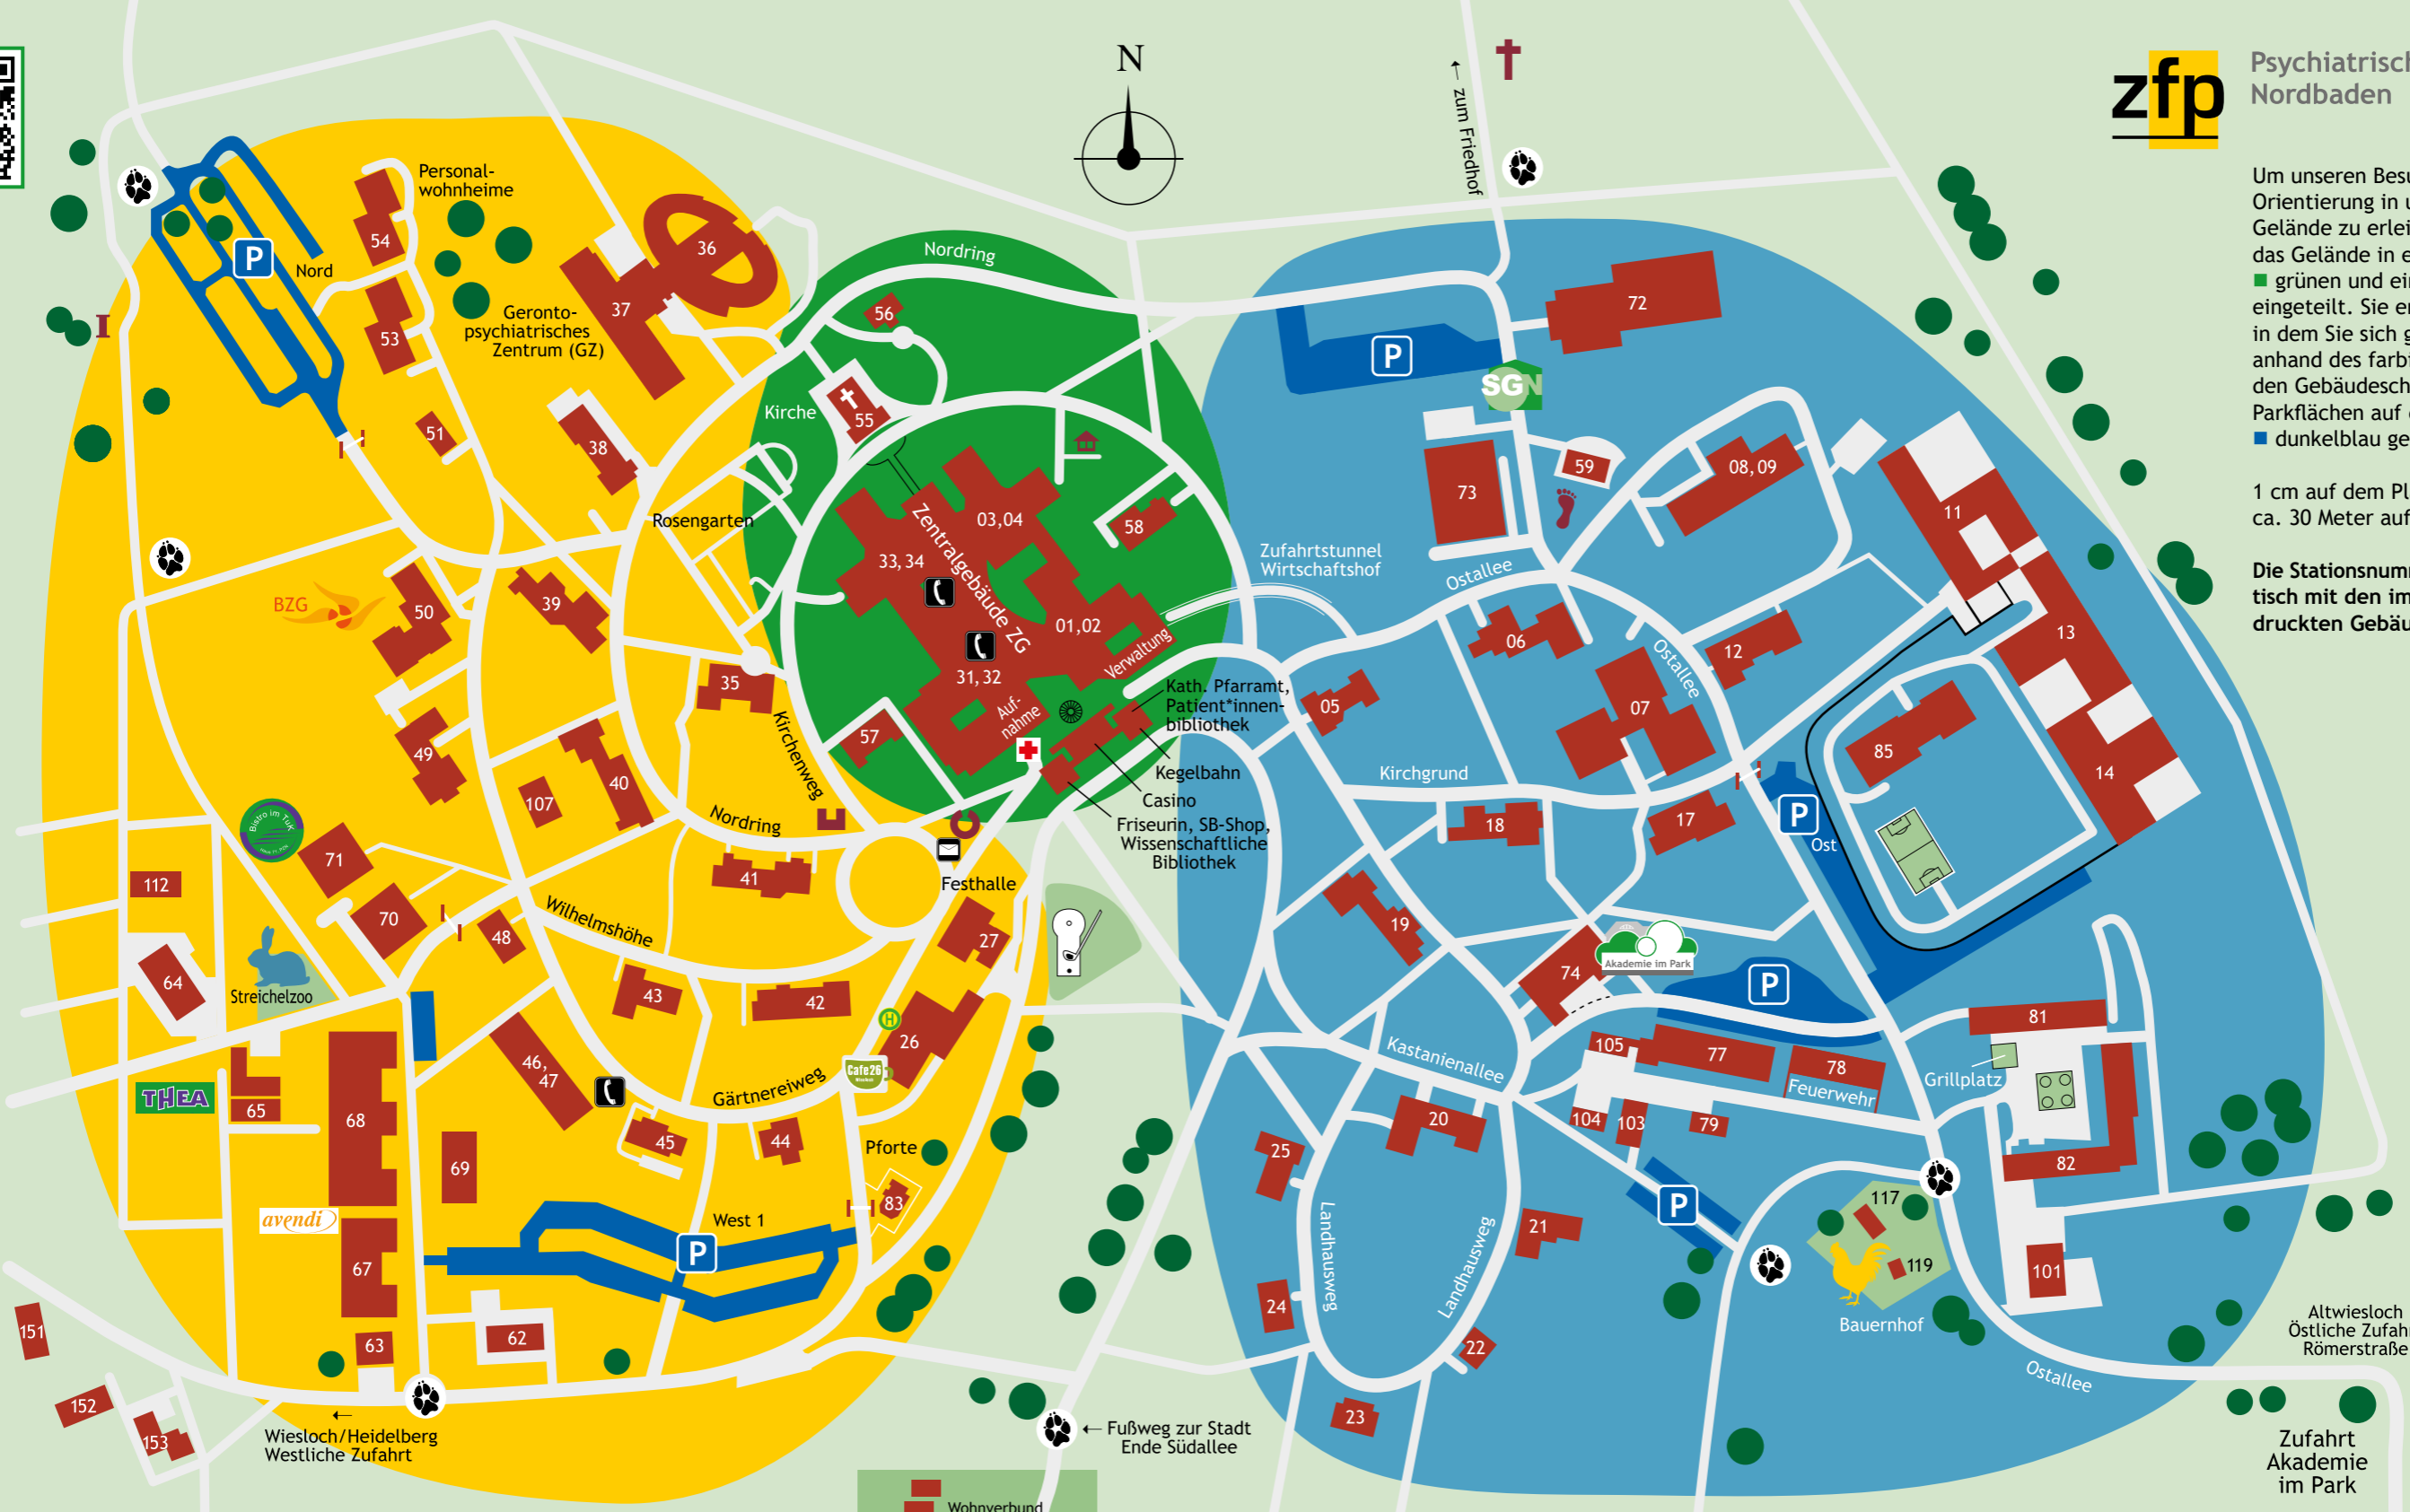 N
← zum Friedhof
zfp
Psychiatrisch
Nordbaden
Um unseren Besu
Orientierung in u
Gelände zu erlei
das Gelände in e
grünen und ein
eingeteilt. Sie er
in dem Sie sich g
anhand des farbi
den Gebäudesch
Parkflächen auf
dunkelblau ge
1 cm auf dem Pl
ca. 30 Meter auf
Die Stationsnumm
tisch mit den im
druckten Gebäu
Personal-
wohnheime
54
P
Nord
53
Geronto-
psychiatrisches
Zentrum (GZ)
37
36
51
38
Nordring
56
Kirche
55
Rosengarten
03,04
33,34
Zentralgebäude ZG
58
01,02
Verwaltung
31,32
Auf-
nahme
57
Kath. Pfarramt,
Patient*innen-
bibliothek
Kegelbahn
Casino
Friseurin, SB-Shop,
Wissenschaftliche
Bibliothek
Zufahrtstunnel
Wirtschaftshof
P
72
SGN
73
59
08,09
11
Ostallee
06
12
13
Ostallee
05
07
85
14
Kirchgrund
18
17
P
Ost
19
74
Akademie im Park
P
BZG
50
39
35
Kirchenweg
49
40
107
Nordring
Bistro im TuK
71
41
112
70
48
Wilhelmshöhe
Festhalle
27
64
Streichelzoo
43
42
H
26
Cafe26
46,
47
Gärtnereiweg
THEA
65
68
45
44
Pforte
69
83
avendi
West 1
P
67
62
63
151
152
153
←
Wiesloch/Heidelberg
Westliche Zufahrt
← Fußweg zur Stadt
Ende Südallee
Wohnverbund
Kastanienallee
105
77
78
Feuerwehr
81
Grillplatz
20
104
103
79
82
25
P
117
Landhausweg
Landhausweg
21
119
101
24
Bauernhof
22
23
Ostallee
Altwiesloch
Östliche Zufahr
Römerstraße
Zufahrt
Akademie
im Park